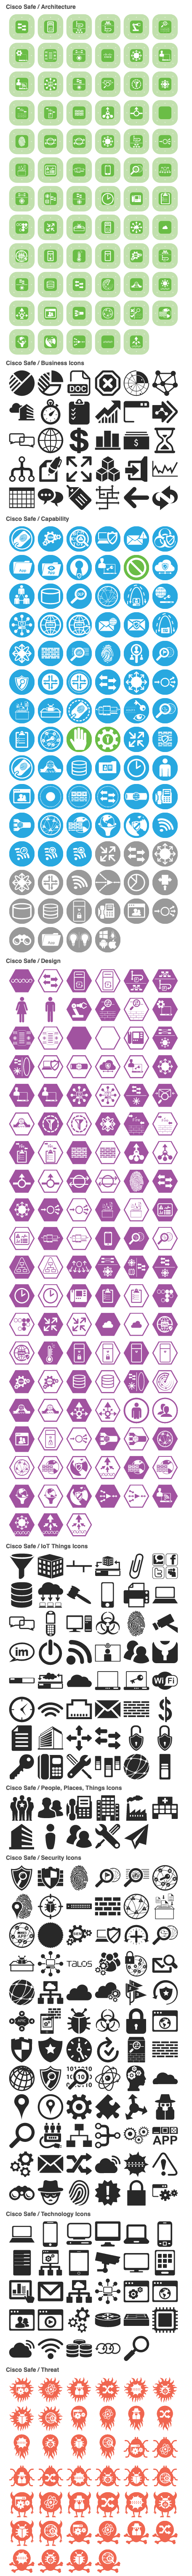 Cisco Safe / Architecture
Cisco Safe / Business Icons
DOC
Cisco Safe / Capability
Cisco Safe / Design
Cisco Safe / IoT Things Icons
im
Wi Fi
Cisco Safe / People, Places, Things Icons
Cisco Safe / Security Icons
TALOS
APP
Cisco Safe / Technology Icons
Cisco Safe / Threat